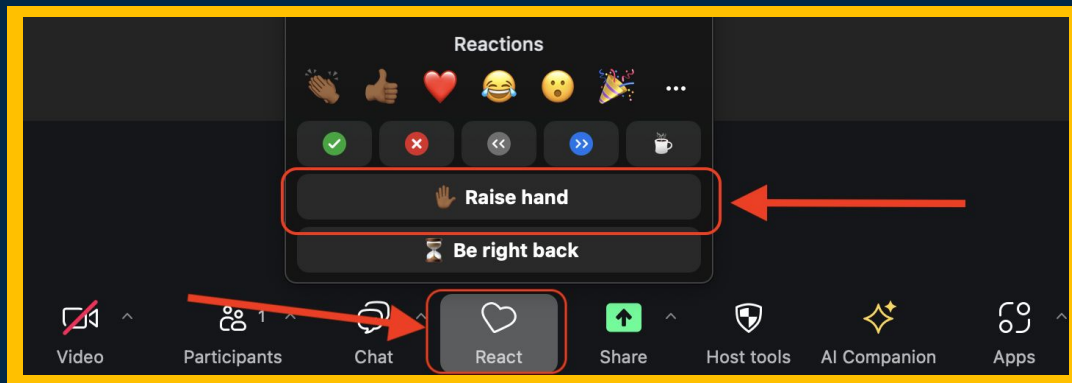 Reactions
Raise hand
Be right back
1
Video
Participants
Chat
React
Share
Host tools
AI Companion
Apps